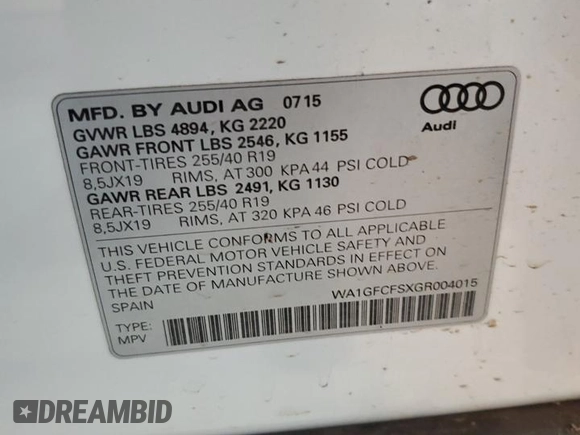 MFD. BY AUDI AG 0715
GVWR LBS 4894, KG 2220
GAWR FRONT LBS 2546, KG 1155
FRONT-TIRES 255/40 R19
8,5JX19 RIMS, AT 300 KPA 44 PSI COLD
GAWR REAR LBS 2491, KG 1130
REAR-TIRES 255/40 R19
8,5JX19 RIMS, AT 320 KPA 46 PSI COLD
THIS VEHICLE CONFORMS TO ALL APPLICABLE
U.S. FEDERAL MOTOR VEHICLE SAFETY AND
THEFT PREVENTION STANDARDS IN EFFECT ON
THE DATE OF MANUFACTURE SHOWN ABOVE.
SPAIN WA1GFCFSXGR004015
TYPE:
MPV
Audi
DREAMBID